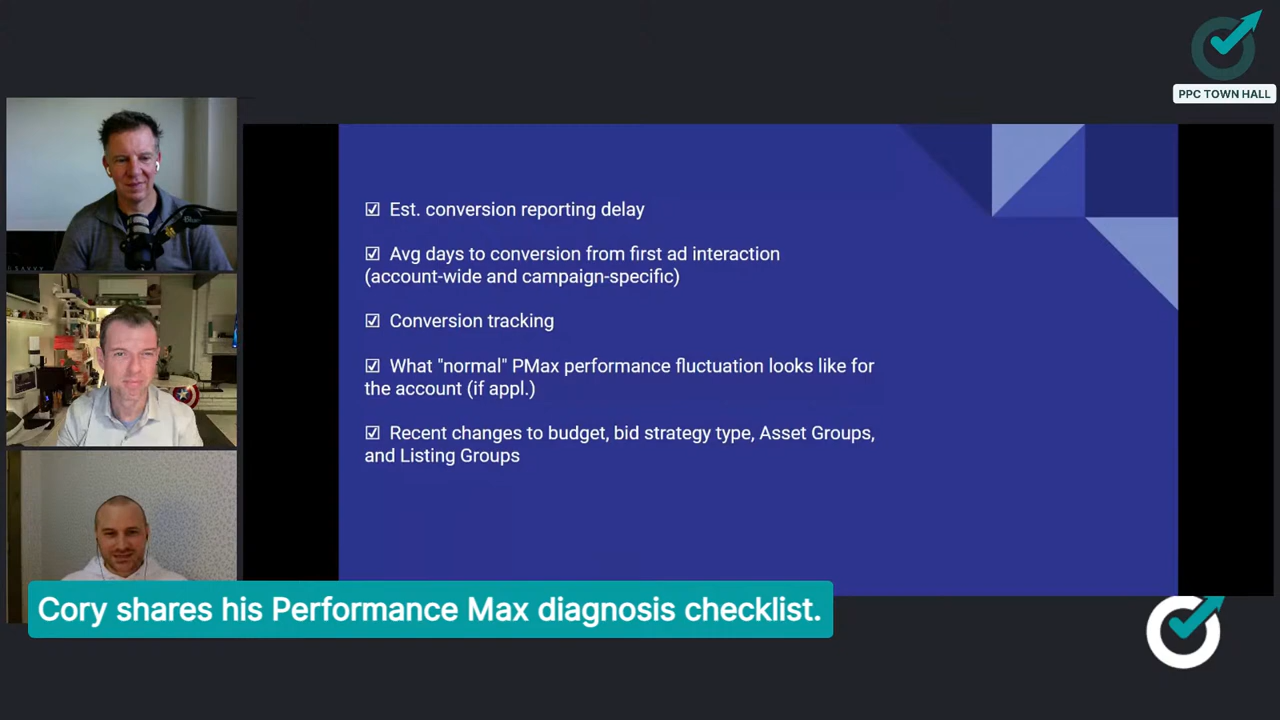 PPC TOWN HALL
☑ Est. conversion reporting delay
☑ Avg days to conversion from first ad interaction
(account-wide and campaign-specific)
☑ Conversion tracking
☑ What "normal" PMax performance fluctuation looks like for
the account (if appl.)
☑ Recent changes to budget, bid strategy type, Asset Groups,
and Listing Groups
Cory shares his Performance Max diagnosis checklist.